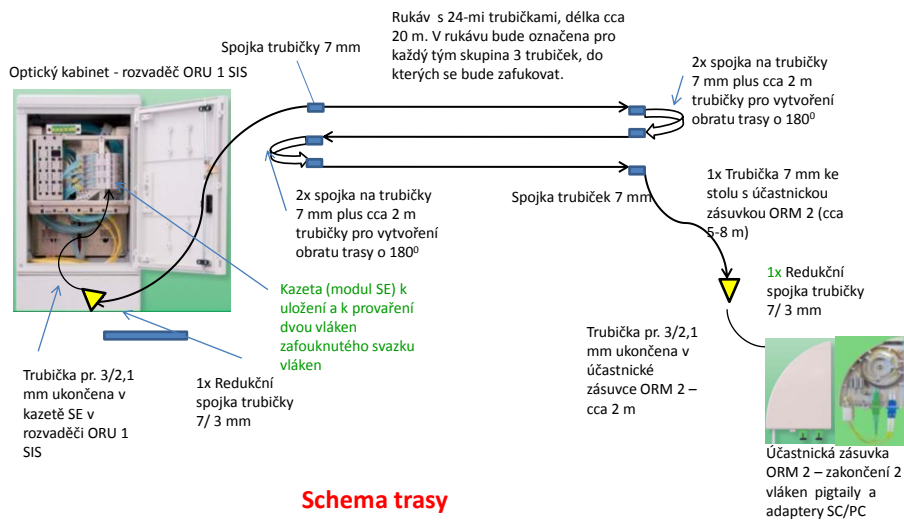 Rukáv s 24-mi trubičkami, délka cca
20 m. V rukávu bude označena pro
každý tým skupina 3 trubiček, do
kterých se bude zafukovat.
Spojka trubičky 7 mm
Optický kabinet - rozvaděč ORU 1 SIS
2x spojka na trubičky
7 mm plus cca 2 m
trubičky pro vytvoření
obratu trasy o 180⁰
2x spojka na trubičky
7 mm plus cca 2 m
trubičky pro vytvoření
obratu trasy o 180⁰
Spojka trubiček 7 mm
1x Trubička 7 mm ke
stolu s účastnickou
zásuvkou ORM 2 (cca
5-8 m)
Kazeta (modul SE) k
uložení a k provaření
dvou vláken
zafouknutého svazku
vláken
1x Redukční
spojka trubičky
7/ 3 mm
Trubička pr. 3/2,1
mm ukončena v
účastnické
zásuvce ORM 2 –
cca 2 m
Trubička pr. 3/2,1
mm ukončena v
kazetě SE v
rozvaděči ORU 1
SIS
1x Redukční
spojka trubičky
7/ 3 mm
Účastnická zásuvka
ORM 2 – zakončení 2
vláken pigtaily a
adaptery SC/PC
Schema trasy